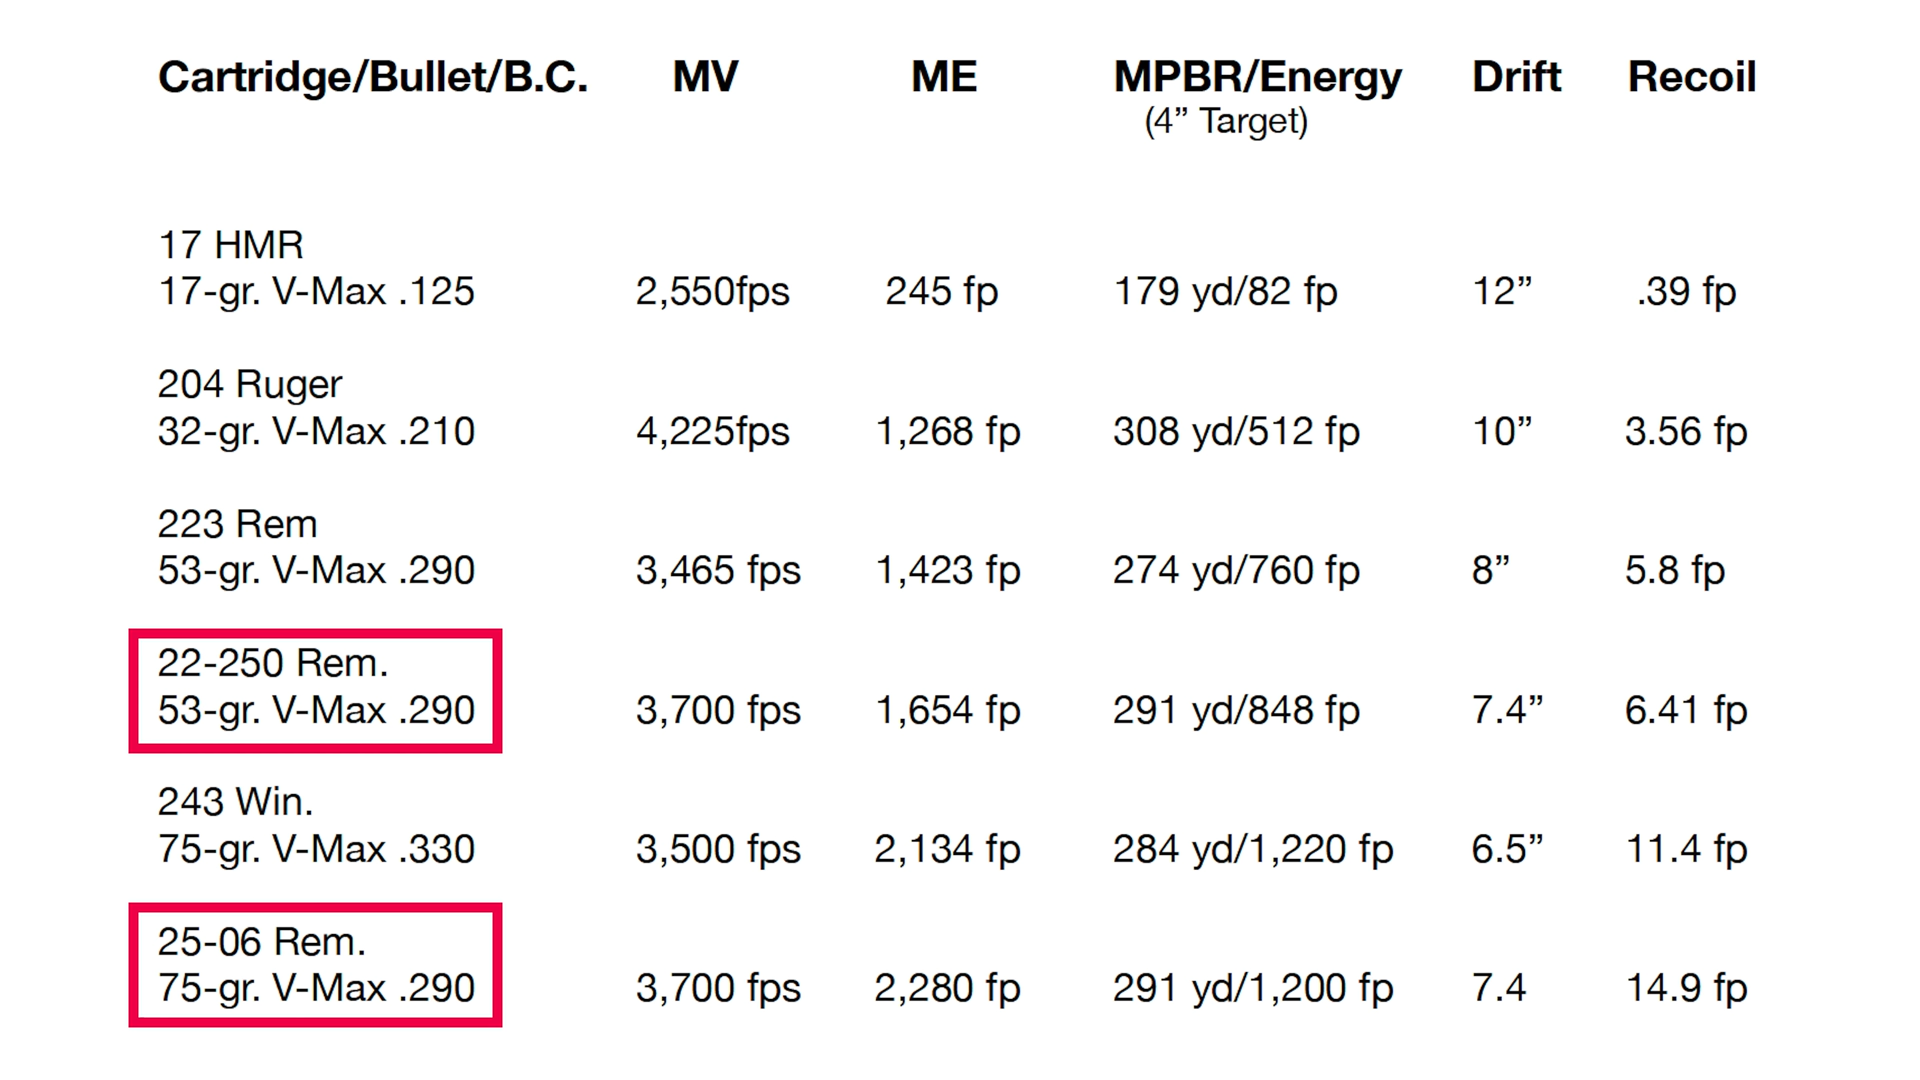 Cartridge/Bullet/B.C. MV ME MPBR/Energy Drift Recoil
(4” Target)
17 HMR
17-gr. V-Max .125 2,550fps 245 fp 179 yd/82 fp 12” .39 fp
204 Ruger
32-gr. V-Max .210 4,225fps 1,268 fp 308 yd/512 fp 10” 3.56 fp
223 Rem
53-gr. V-Max .290 3,465 fps 1,423 fp 274 yd/760 fp 8” 5.8 fp
22-250 Rem.
53-gr. V-Max .290 3,700 fps 1,654 fp 291 yd/848 fp 7.4” 6.41 fp
243 Win.
75-gr. V-Max .330 3,500 fps 2,134 fp 284 yd/1,220 fp 6.5” 11.4 fp
25-06 Rem.
75-gr. V-Max .290 3,700 fps 2,280 fp 291 yd/1,200 fp 7.4 14.9 fp